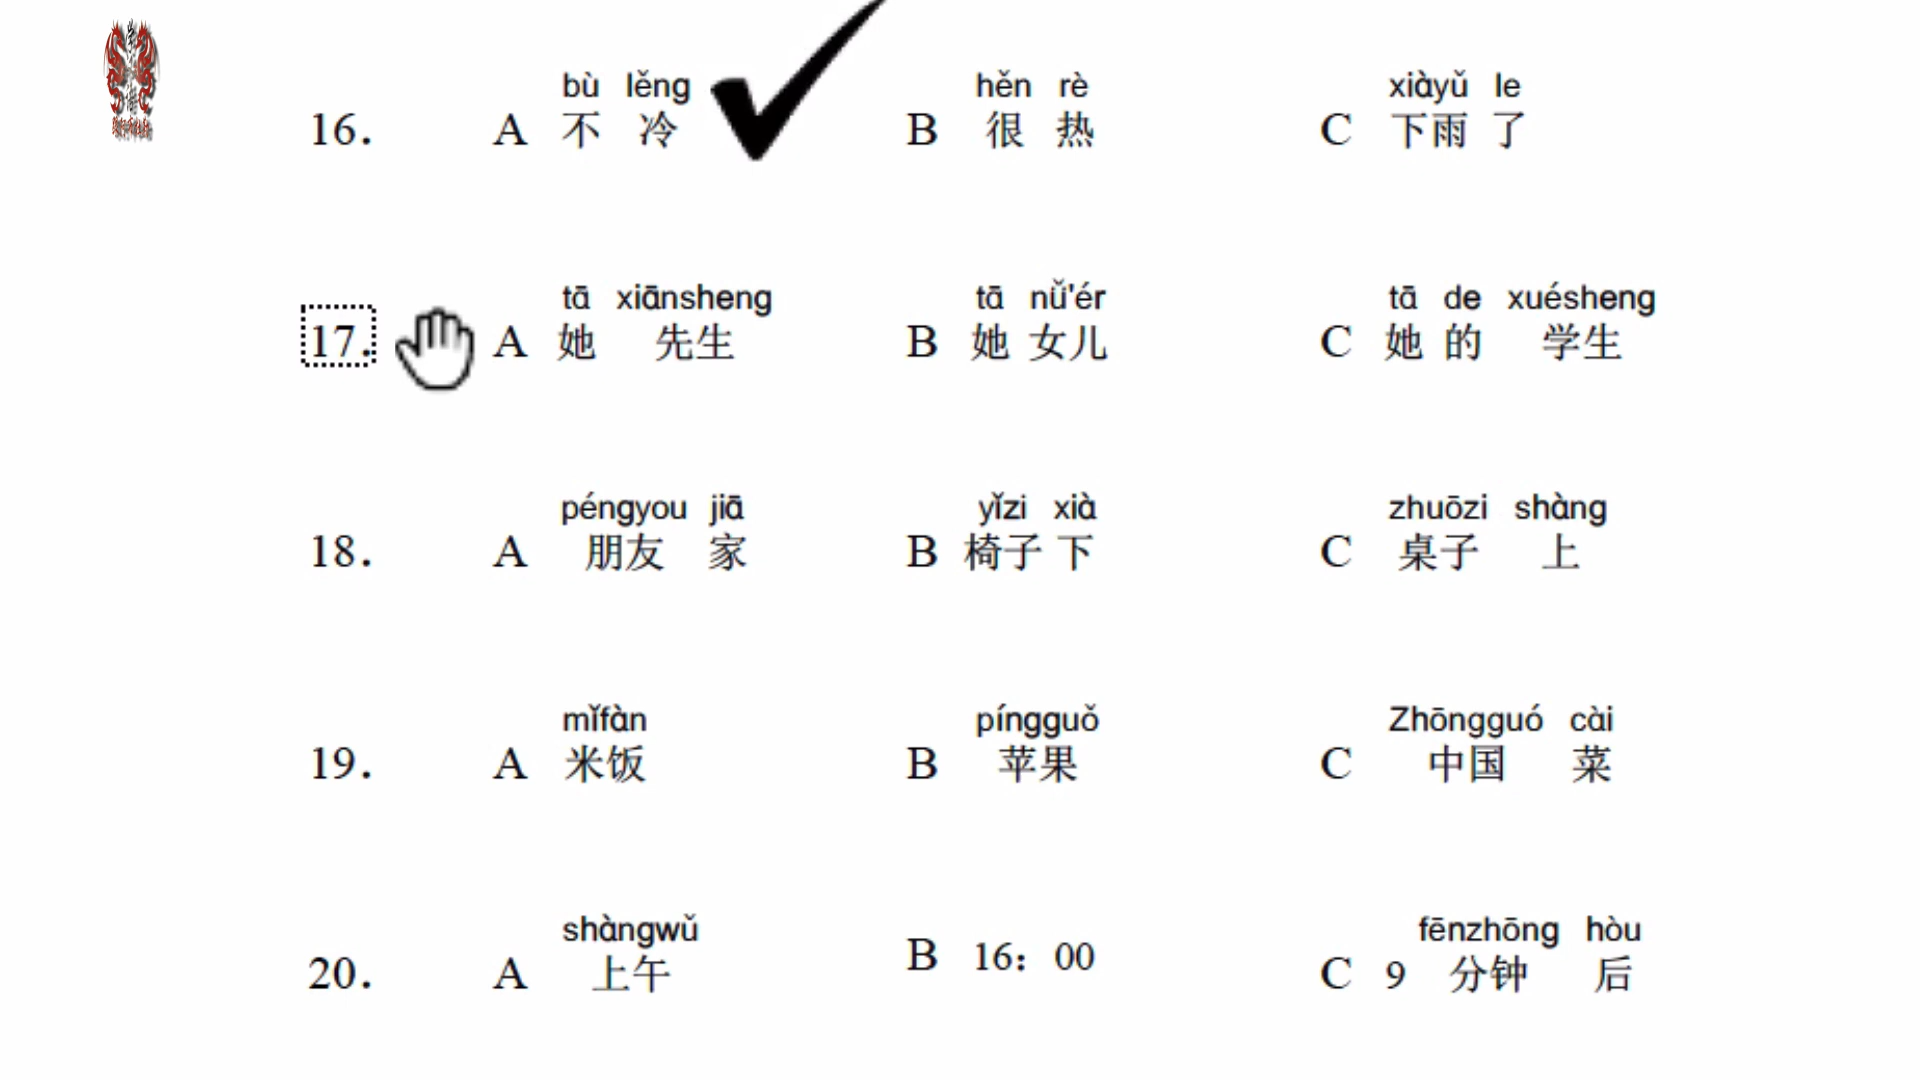 bù lěng hěn rè xiàyǔ le
16. A 不 冷 B 很 热 C 下雨 了
tā xiānsheng tā nǚ'ér tā de xuésheng
17. A 她 先生 B 她 女儿 C 她 的 学生
péngyou jiā yǐzi xià zhuōzi shàng
18. A 朋友 家 B 椅子 下 C 桌子 上
mǐfàn píngguǒ Zhōngguó cài
19. A 米饭 B 苹果 C 中国 菜
shàngwǔ fēnzhōng hòu
20. A 上午 B 16：00 C 9 分钟 后